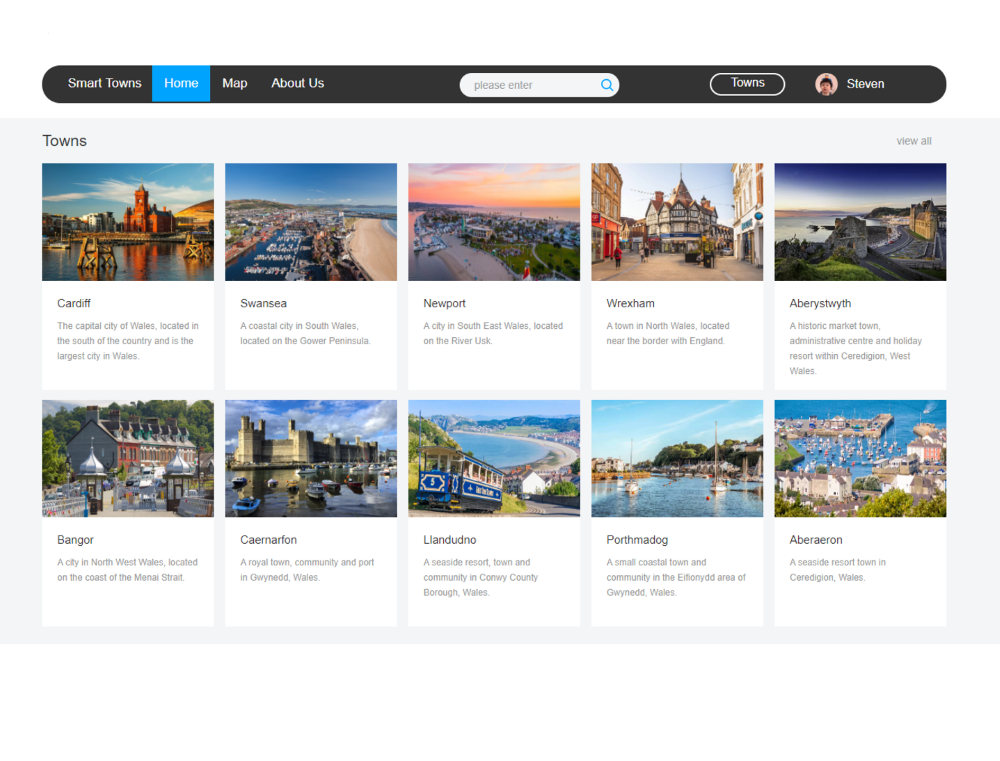 Smart Towns Home Map About Us please enter Towns Steven
Towns view all
Cardiff
The capital city of Wales, located in
the south of the country and is the
largest city in Wales.
Swansea
A coastal city in South Wales,
located on the Gower Peninsula.
Newport
A city in South East Wales, located
on the River Usk.
Wrexham
A town in North Wales, located
near the border with England.
Aberystwyth
A historic market town,
administrative centre and holiday
resort within Ceredigion, West
Wales.
Bangor
A city in North West Wales, located
on the coast of the Menai Strait.
Caernarfon
A royal town, community and port
in Gwynedd, Wales.
Llandudno
A seaside resort, town and
community in Conwy County
Borough, Wales.
Porthmadog
A small coastal town and
community in the Eifionydd area of
Gwynedd, Wales.
Aberaeron
A seaside resort town in
Ceredigion, Wales.